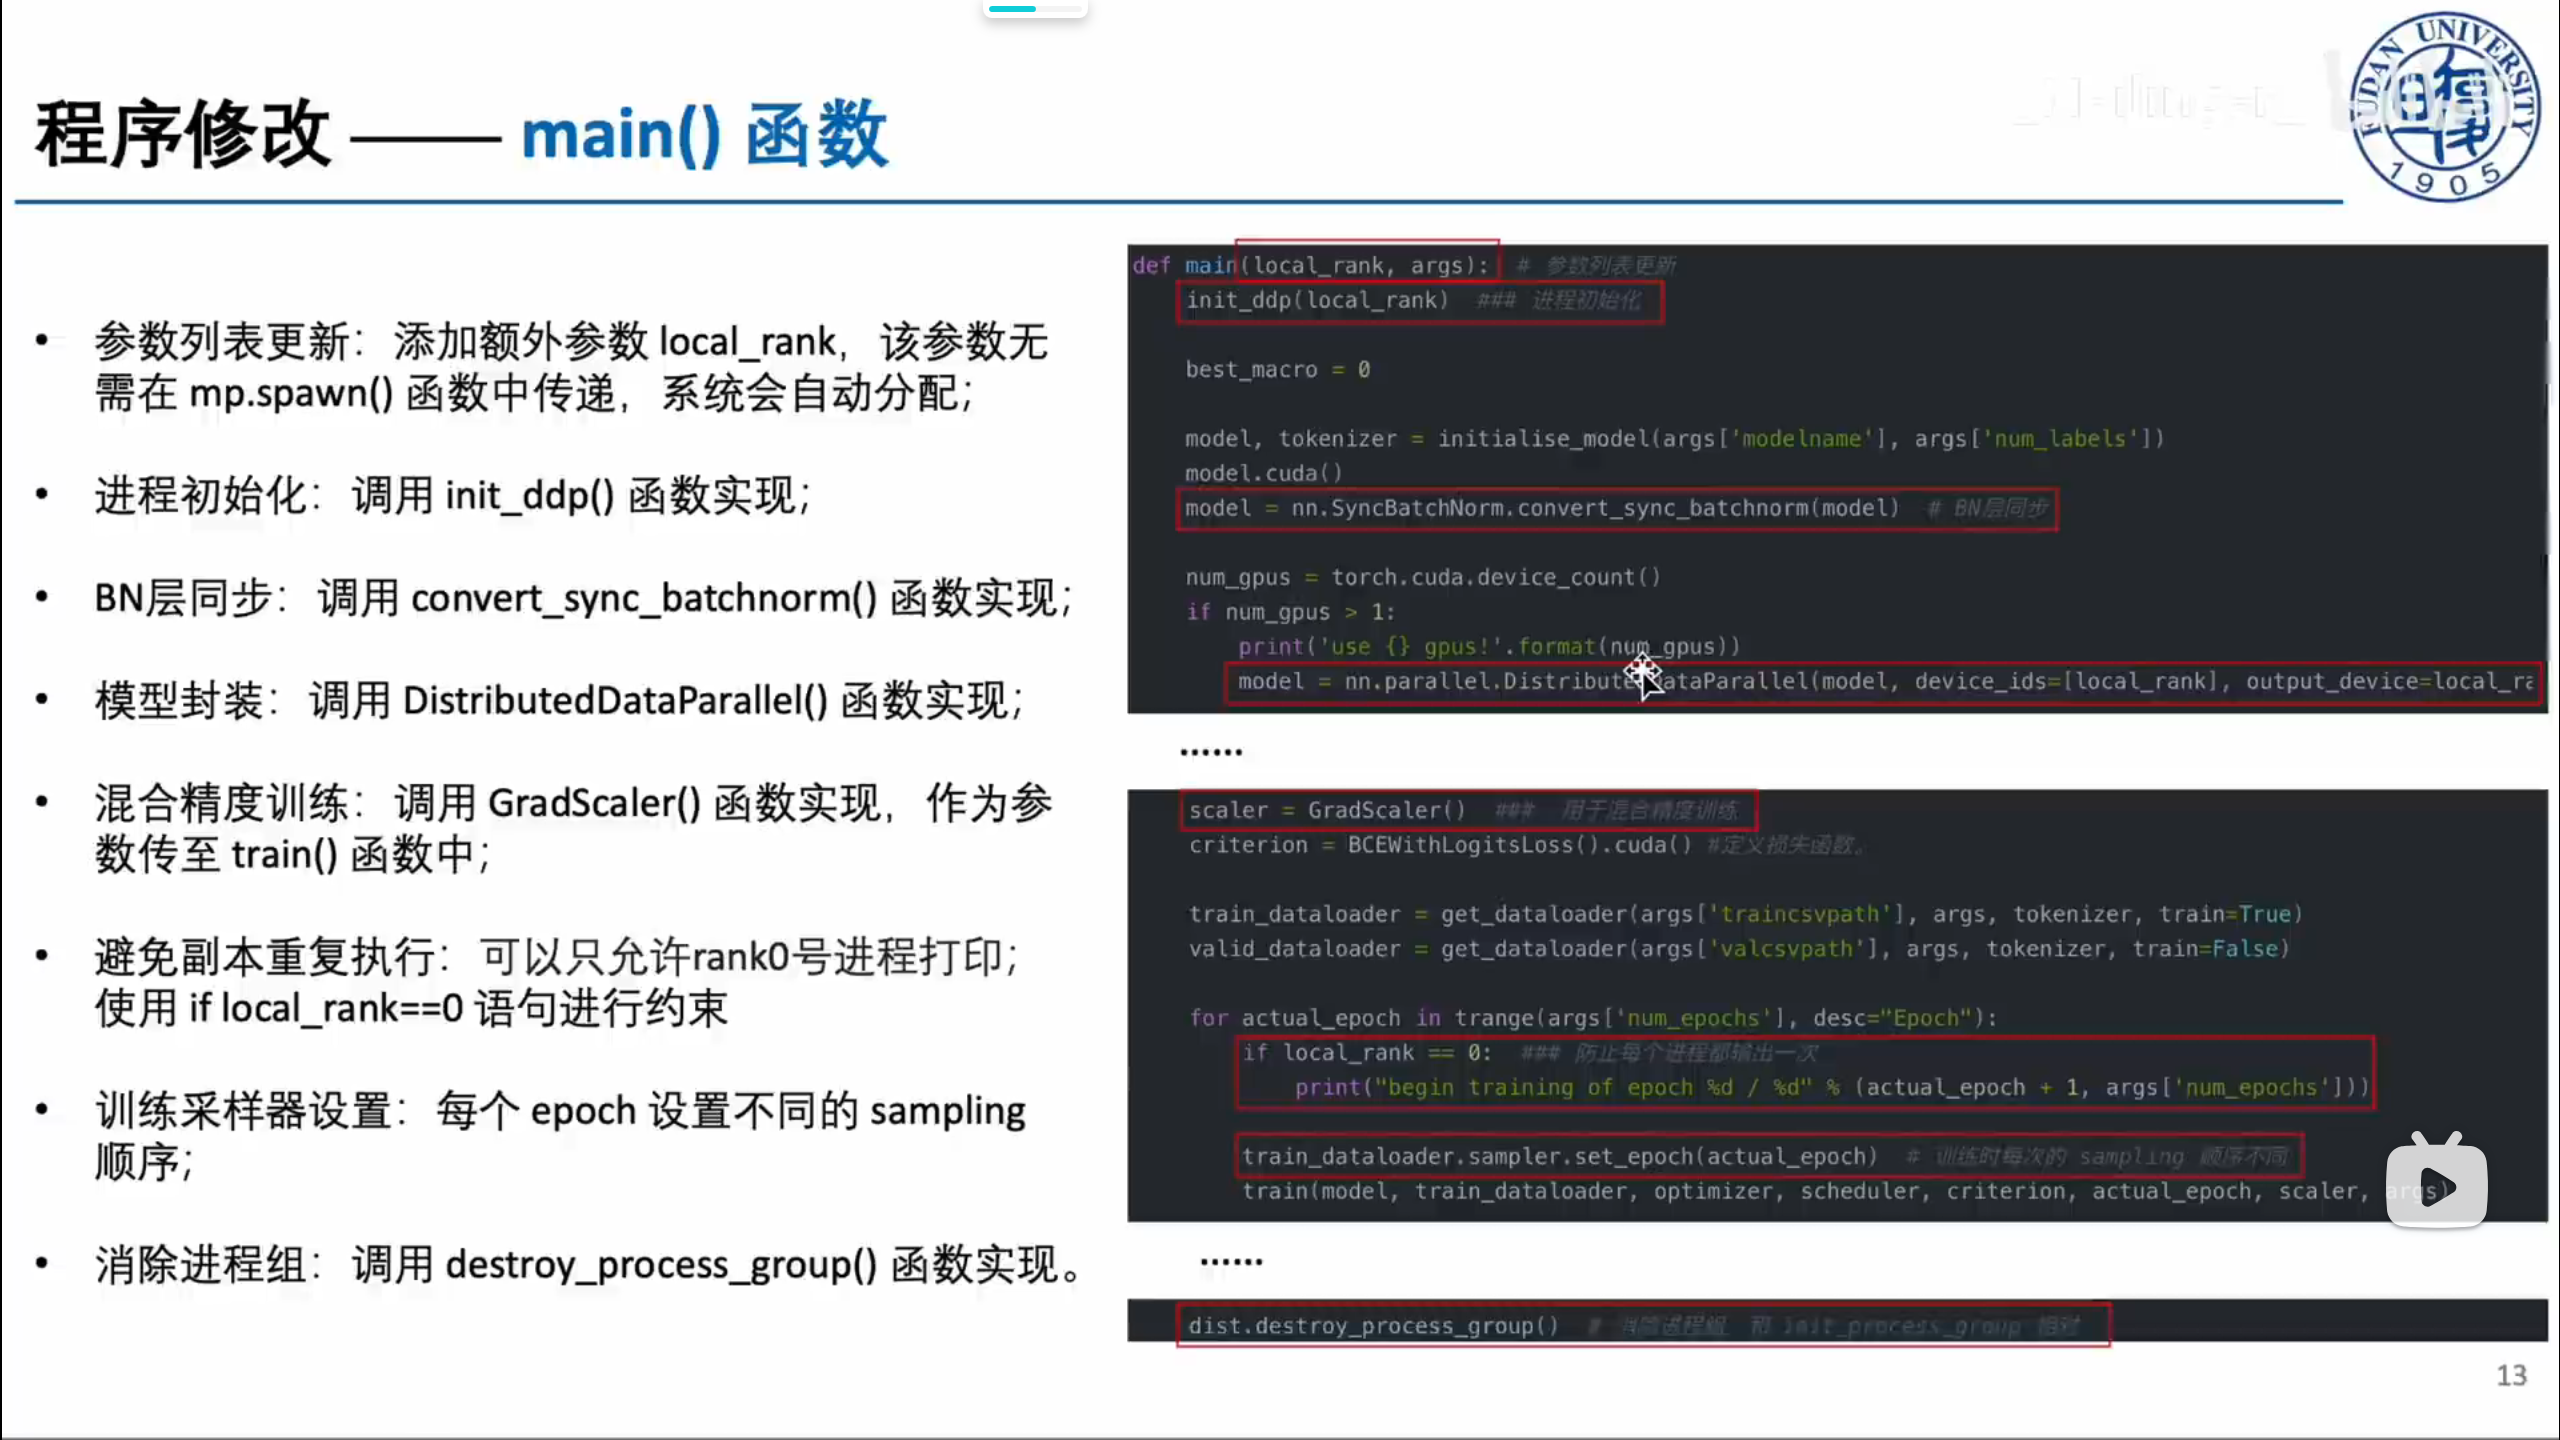 程序修改 —— main() 函数
FUDAN UNIVERSITY
1905
• 参数列表更新：添加额外参数 local_rank，该参数无
需在 mp.spawn() 函数中传递，系统会自动分配；
• 进程初始化：调用 init_ddp() 函数实现；
• BN层同步：调用 convert_sync_batchnorm() 函数实现；
• 模型封装：调用 DistributedDataParallel() 函数实现；
• 混合精度训练：调用 GradScaler() 函数实现，作为参
数传至 train() 函数中；
• 避免副本重复执行：可以只允许rank0号进程打印；
使用 if local_rank==0 语句进行约束
• 训练采样器设置：每个 epoch 设置不同的 sampling
顺序；
• 消除进程组：调用 destroy_process_group() 函数实现。
def main(local_rank, args): # 参数列表更新
init_ddp(local_rank) ### 进程初始化
best_macro = 0
model, tokenizer = initialise_model(args['modelname'], args['num_labels'])
model.cuda()
model = nn.SyncBatchNorm.convert_sync_batchnorm(model) # BN层同步
num_gpus = torch.cuda.device_count()
if num_gpus > 1:
print('use {} gpus!'.format(num_gpus))
model = nn.parallel.DistributedDataParallel(model, device_ids=[local_rank], output_device=local_ra
......
scaler = GradScaler() ### 用于混合精度训练
criterion = BCEWithLogitsLoss().cuda() #定义损失函数。
train_dataloader = get_dataloader(args['traincsvpath'], args, tokenizer, train=True)
valid_dataloader = get_dataloader(args['valcsvpath'], args, tokenizer, train=False)
for actual_epoch in trange(args['num_epochs'], desc="Epoch"):
if local_rank == 0: ### 防止每个进程都输出一次
print("begin training of epoch %d / %d" % (actual_epoch + 1, args['num_epochs']))
train_dataloader.sampler.set_epoch(actual_epoch) # 训练时每次的 sampling 顺序不同
train(model, train_dataloader, optimizer, scheduler, criterion, actual_epoch, scaler, args)
......
dist.destroy_process_group() # 消除进程组 和 init_process_group 相对
13